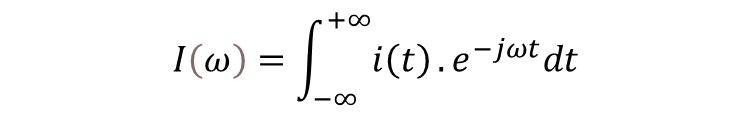 I(ω) = ∫_{−∞}^{+∞} i(t) . e^{−jωt} dt